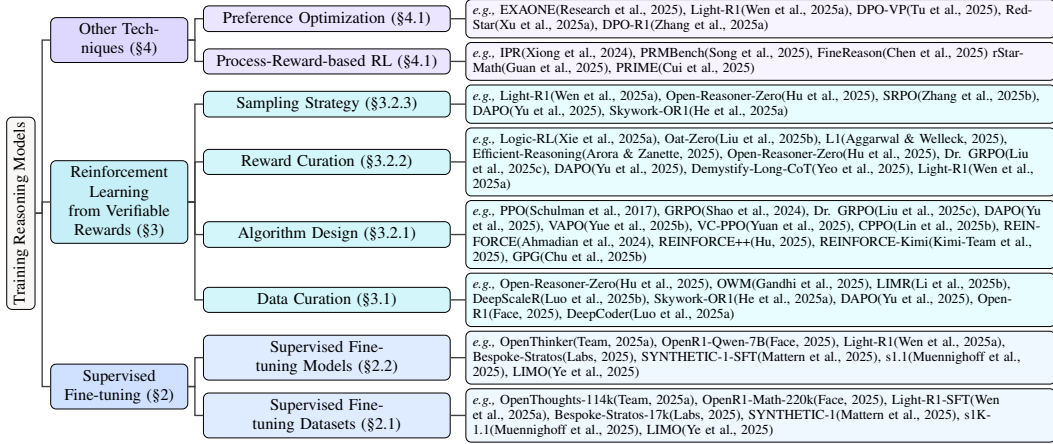 Training Reasoning Models
Other Tech-
niques (§4)
Preference Optimization (§4.1)
e.g., EXAONE(Research et al., 2025), Light-R1(Wen et al., 2025a), DPO-VP(Tu et al., 2025), Red-
Star(Xu et al., 2025a), DPO-R1(Zhang et al., 2025a)
Process-Reward-based RL (§4.1)
e.g., IPR(Xiong et al., 2024), PRMBench(Song et al., 2025), FineReason(Chen et al., 2025) rStar-
Math(Guan et al., 2025), PRIME(Cui et al., 2025)
Reinforcement
Learning
from Verifiable
Rewards (§3)
Sampling Strategy (§3.2.3)
e.g., Light-R1(Wen et al., 2025a), Open-Reasoner-Zero(Hu et al., 2025), SRPO(Zhang et al., 2025b),
DAPO(Yu et al., 2025), Skywork-OR1(He et al., 2025a)
Reward Curation (§3.2.2)
e.g., Logic-RL(Xie et al., 2025a), Oat-Zero(Liu et al., 2025b), L1(Aggarwal & Welleck, 2025),
Efficient-Reasoning(Arora & Zanette, 2025), Open-Reasoner-Zero(Hu et al., 2025), Dr. GRPO(Liu
et al., 2025c), DAPO(Yu et al., 2025), Demystify-Long-CoT(Yeo et al., 2025), Light-R1(Wen et al.,
2025a)
Algorithm Design (§3.2.1)
e.g., PPO(Schulman et al., 2017), GRPO(Shao et al., 2024), Dr. GRPO(Liu et al., 2025c), DAPO(Yu
et al., 2025), VAPO(Yue et al., 2025b), VC-PPO(Yuan et al., 2025), CPPO(Lin et al., 2025b), REIN-
FORCE(Ahmadian et al., 2024), REINFORCE++(Hu, 2025), REINFORCE-Kimi(Kimi-Team et al.,
2025), GPG(Chu et al., 2025b)
Data Curation (§3.1)
e.g., Open-Reasoner-Zero(Hu et al., 2025), OWM(Gandhi et al., 2025), LIMR(Li et al., 2025b),
DeepScaleR(Luo et al., 2025b), Skywork-OR1(He et al., 2025a), DAPO(Yu et al., 2025), Open-
R1(Face, 2025), DeepCoder(Luo et al., 2025a)
Supervised
Fine-tuning (§2)
Supervised Fine-
tuning Models (§2.2)
e.g., OpenThinker(Team, 2025a), OpenR1-Qwen-7B(Face, 2025), Light-R1(Wen et al., 2025a),
Bespoke-Stratos(Labs, 2025), SYNTHETIC-1-SFT(Mattern et al., 2025), s1.1(Muennighoff et al.,
2025), LIMO(Ye et al., 2025)
Supervised Fine-
tuning Datasets (§2.1)
e.g., OpenThoughts-114k(Team, 2025a), OpenR1-Math-220k(Face, 2025), Light-R1-SFT(Wen
et al., 2025a), Bespoke-Stratos-17k(Labs, 2025), SYNTHETIC-1(Mattern et al., 2025), s1K-
1.1(Muennighoff et al., 2025), LIMO(Ye et al., 2025)